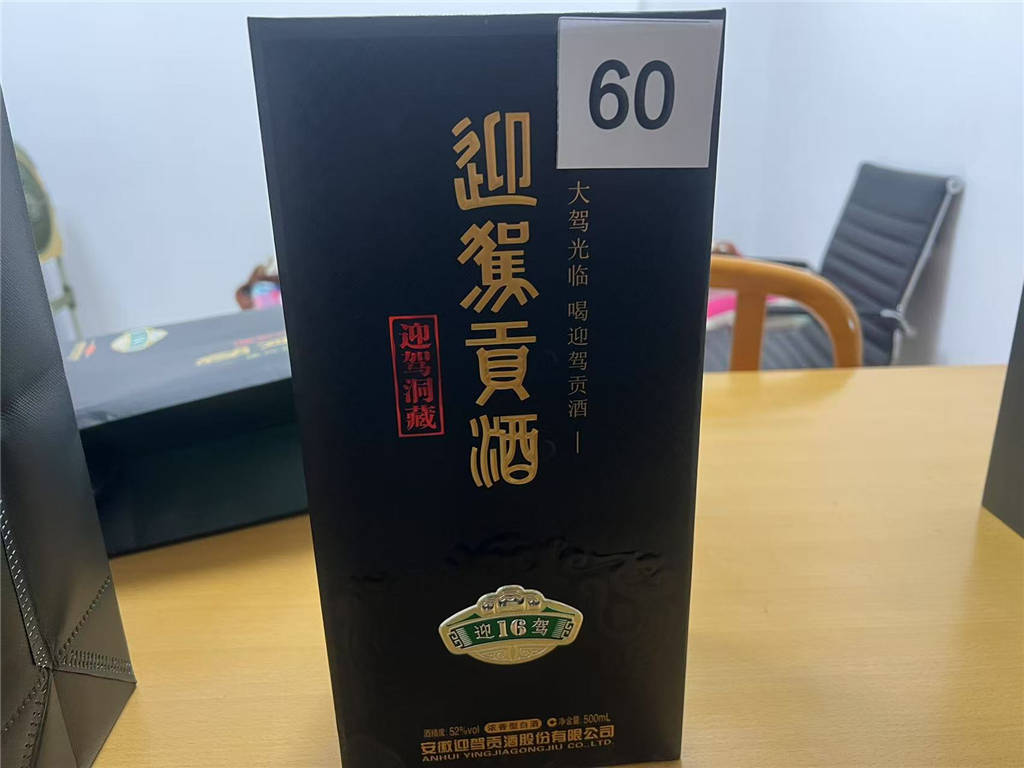 60
迎驾贡酒
大驾光临 喝迎驾贡酒
迎驾洞藏
迎16驾
酒精度: 52%vol 浓香型白酒 净含量: 500mL
安徽迎驾贡酒股份有限公司
ANHUI YINGJIAGONGJIU CO.,LTD.